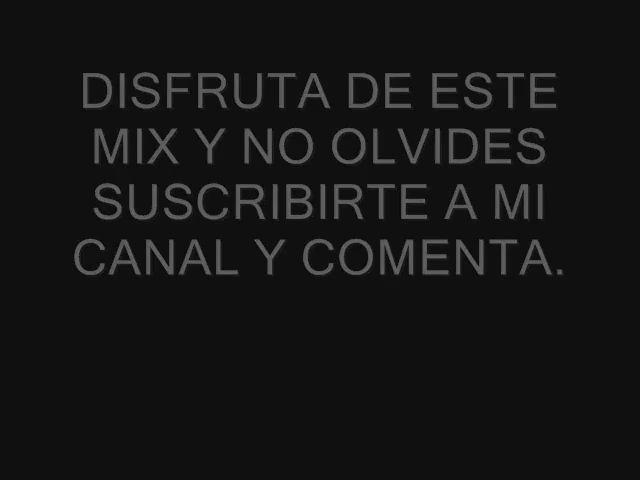 DISFRUTA DE ESTE
MIX Y NO OLVIDES
SUSCRIBIRTE A MI
CANAL Y COMENTA.